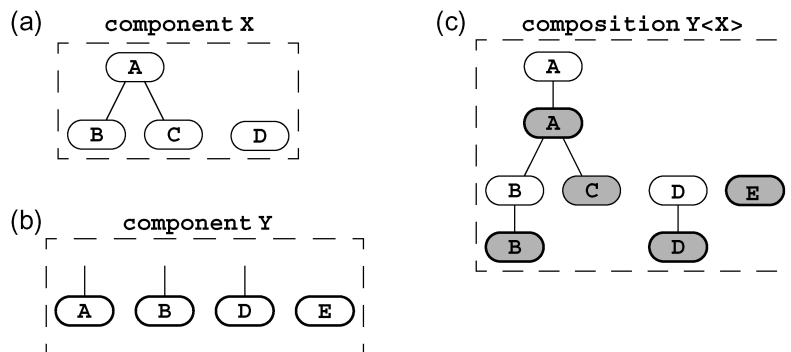 (a)
component X
A
B C D
(b)
component Y
A B D E
(c)
composition Y<X>
A
A
B C D E
B D